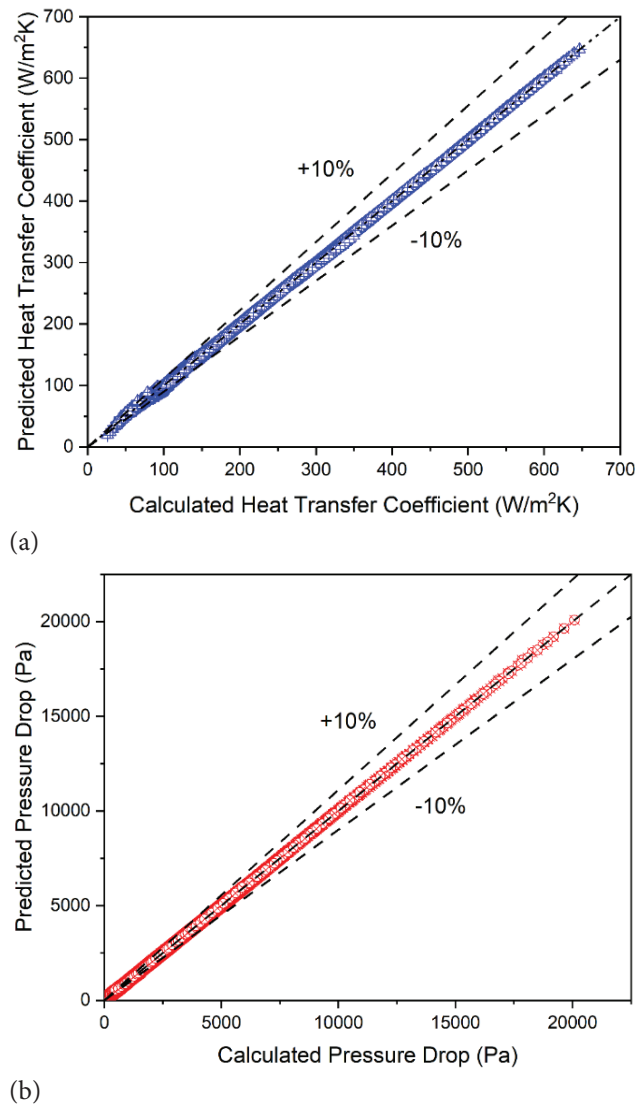 700
600
500
400
300
200
100
0
Predicted Heat Transfer Coefficient (W/m²K)
+10%
-10%
0 100 200 300 400 500 600 700
Calculated Heat Transfer Coefficient (W/m²K)
(a)
20000
15000
10000
5000
0
Predicted Pressure Drop (Pa)
+10%
-10%
0 5000 10000 15000 20000
Calculated Pressure Drop (Pa)
(b)